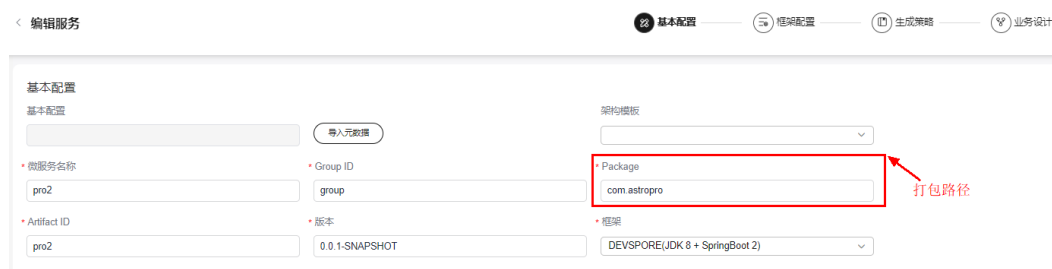 < 编辑服务
基本配置
框架配置
生成策略
业务设计
基本配置
基本配置
架构模板
导入元数据
* 微服务名称
* Group ID
* Package
pro2
group
com.astropro
打包路径
* Artifact ID
* 版本
* 框架
pro2
0.0.1-SNAPSHOT
DEVSPORE(JDK 8 + SpringBoot 2)